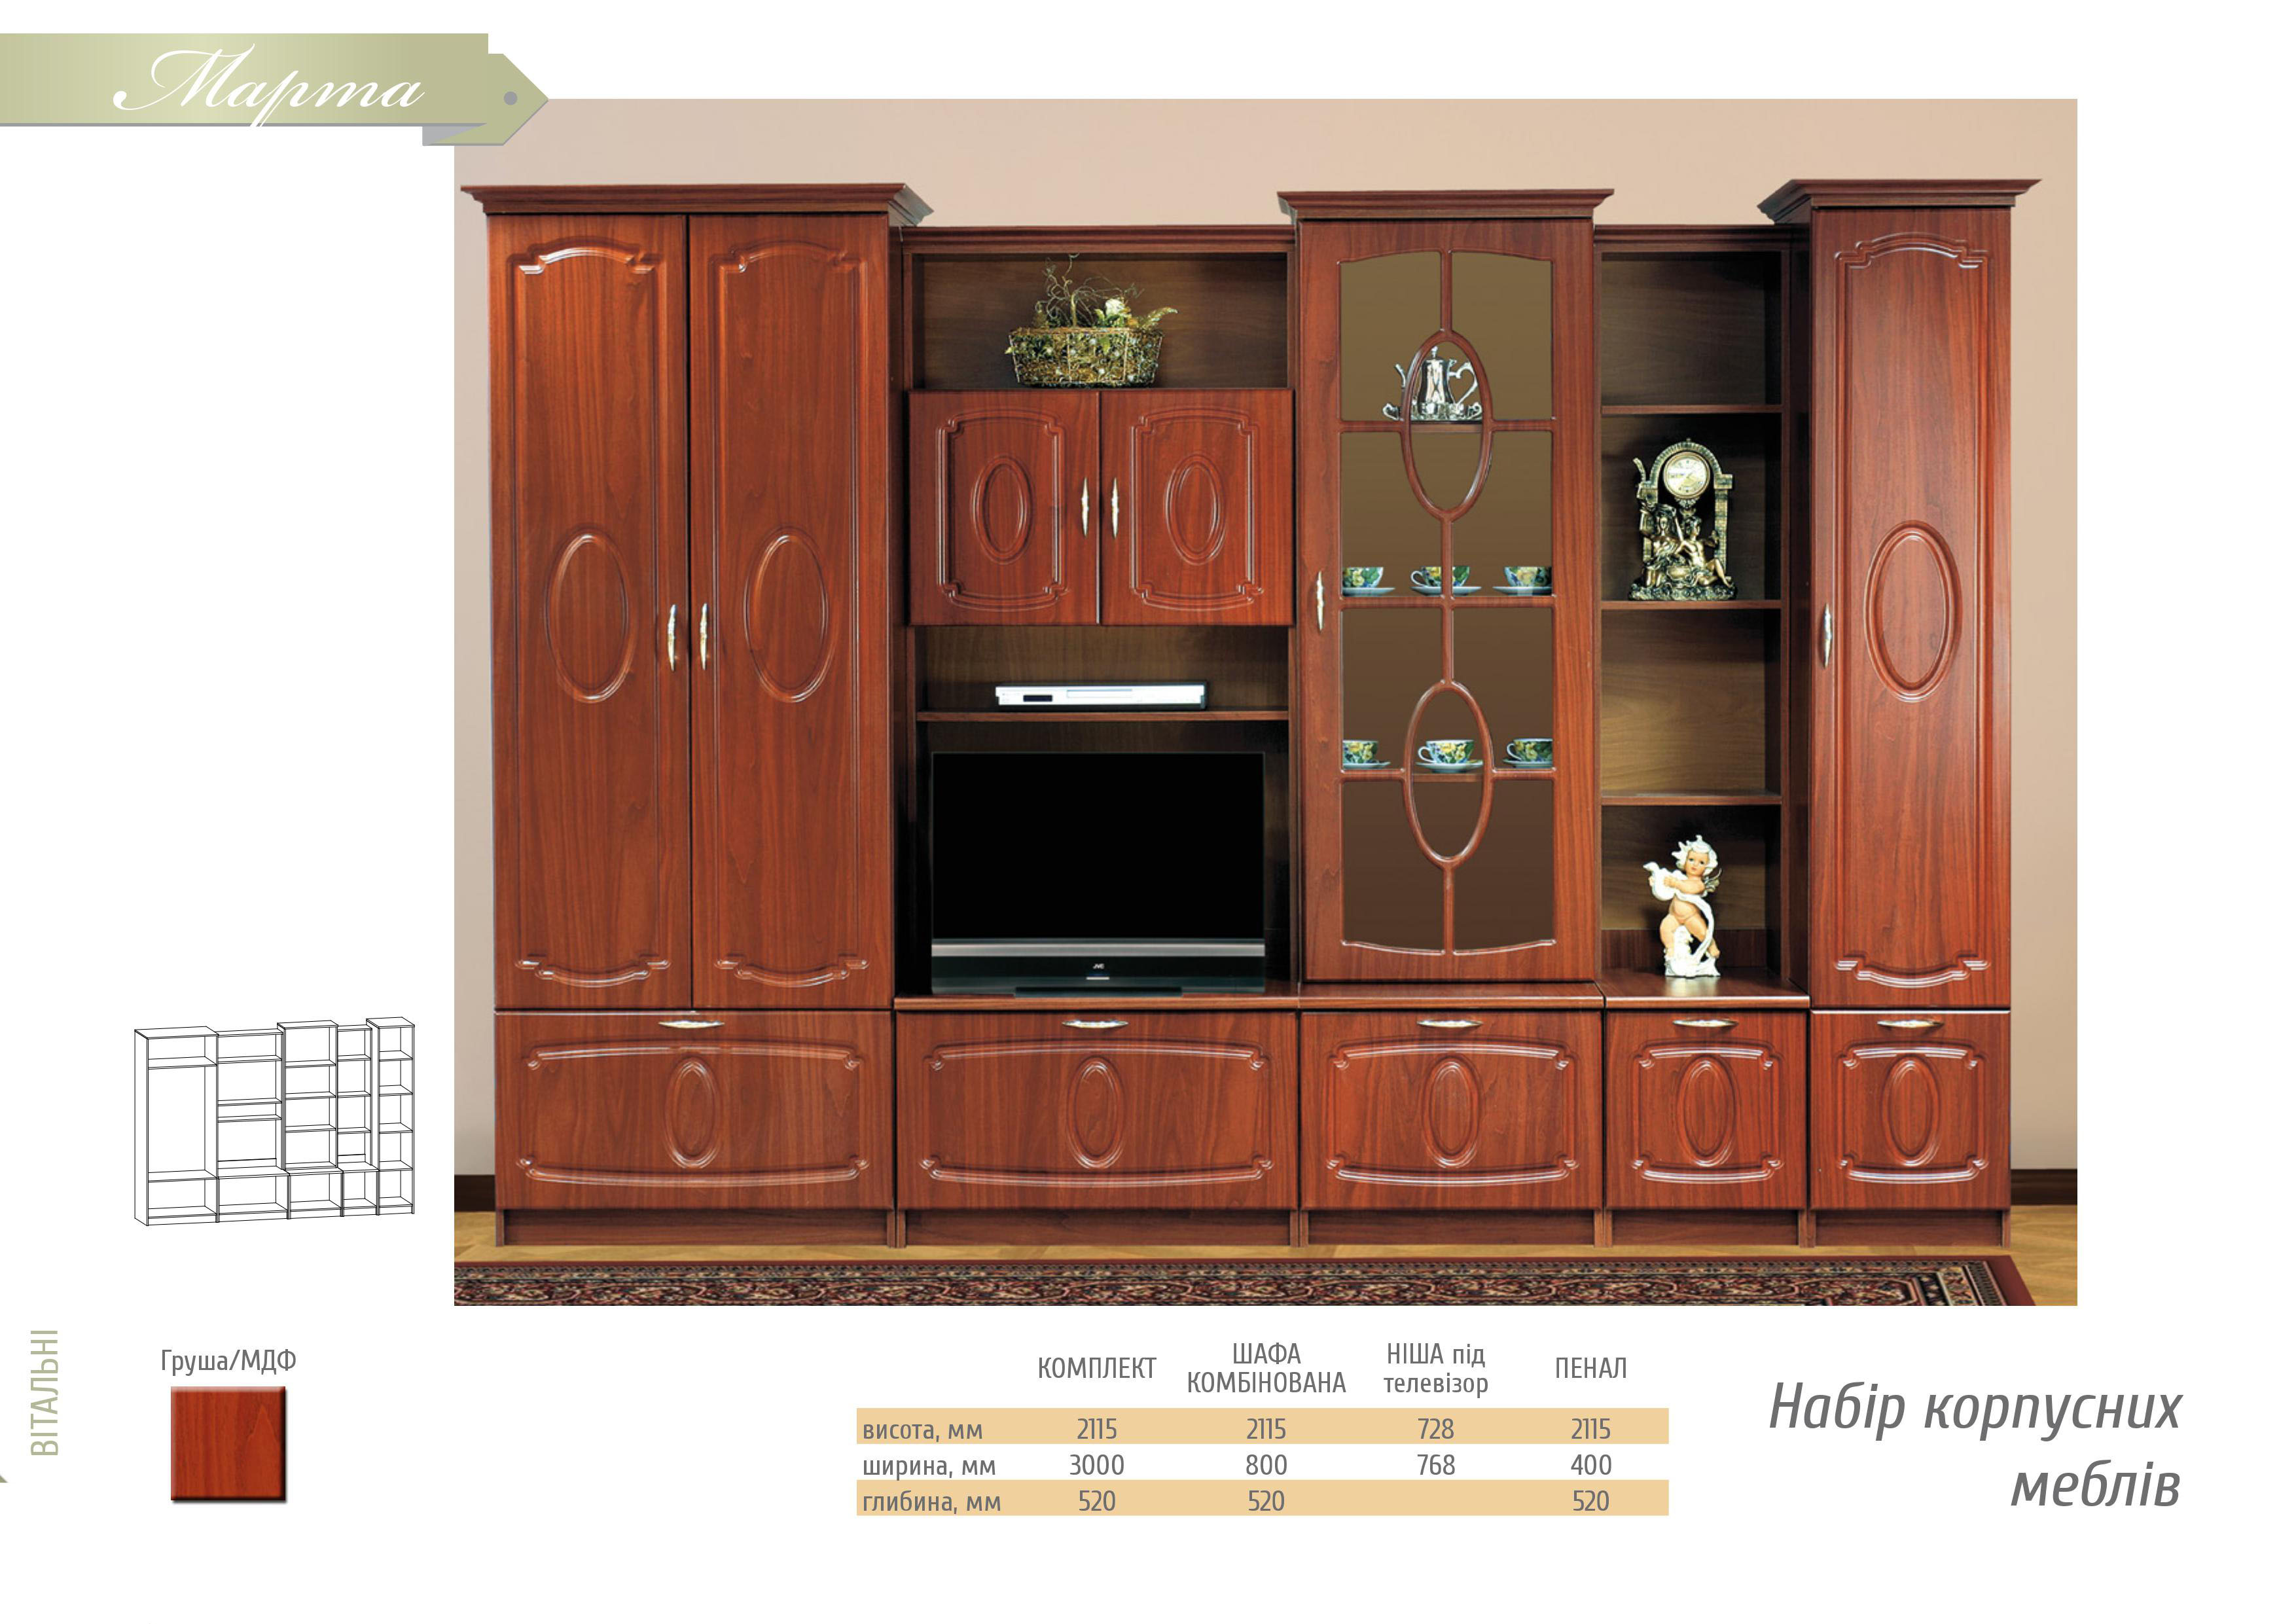 Марта
JVC
ВІТАЛЬНІ
Груша/МДФ
КОМПЛЕКТ ШАФА КОМБІНОВАНА НІША під телевізор ПЕНАЛ
висота, мм 2115 2115 728 2115
ширина, мм 3000 800 768 400
глибина, мм 520 520 520
Набір корпусних
меблів